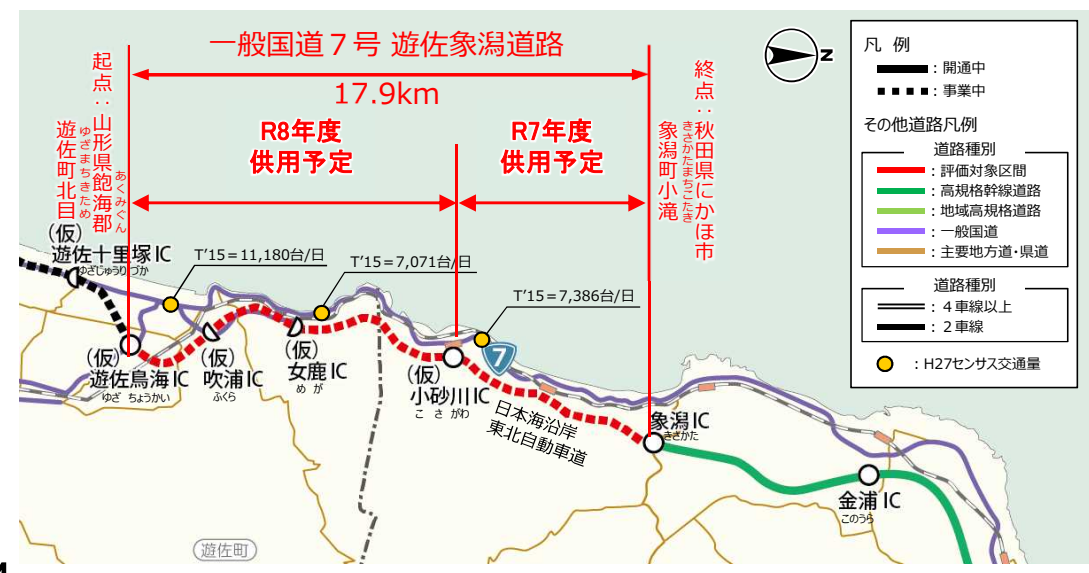 一般国道7号 遊佐象潟道路
17.9km
R8年度
供用予定
R7年度
供用予定
起点：山形県飽海郡
あくみぐん
遊佐町北目
ゆざまちきため
終点：秋田県にかほ市
象潟町小滝
きさかたまちこたき
N
凡 例
：開通中
：事業中
その他道路凡例
道路種別
：評価対象区間
：高規格幹線道路
：地域高規格道路
：一般国道
：主要地方道・県道
道路種別
：4車線以上
：2車線
：H27センサス交通量
(仮)
遊佐十里塚IC
ゆざじゅうりづか
T'15＝11,180台/日
T'15＝7,071台/日
T'15＝7,386台/日
(仮)
遊佐鳥海IC
ゆざ ちょうかい
(仮)
吹浦IC
ふくら
(仮)
女鹿IC
めが
(仮)
小砂川IC
こさがわ
7
日本海沿岸
東北自動車道
象潟IC
きさかた
金浦IC
このうら
遊佐町